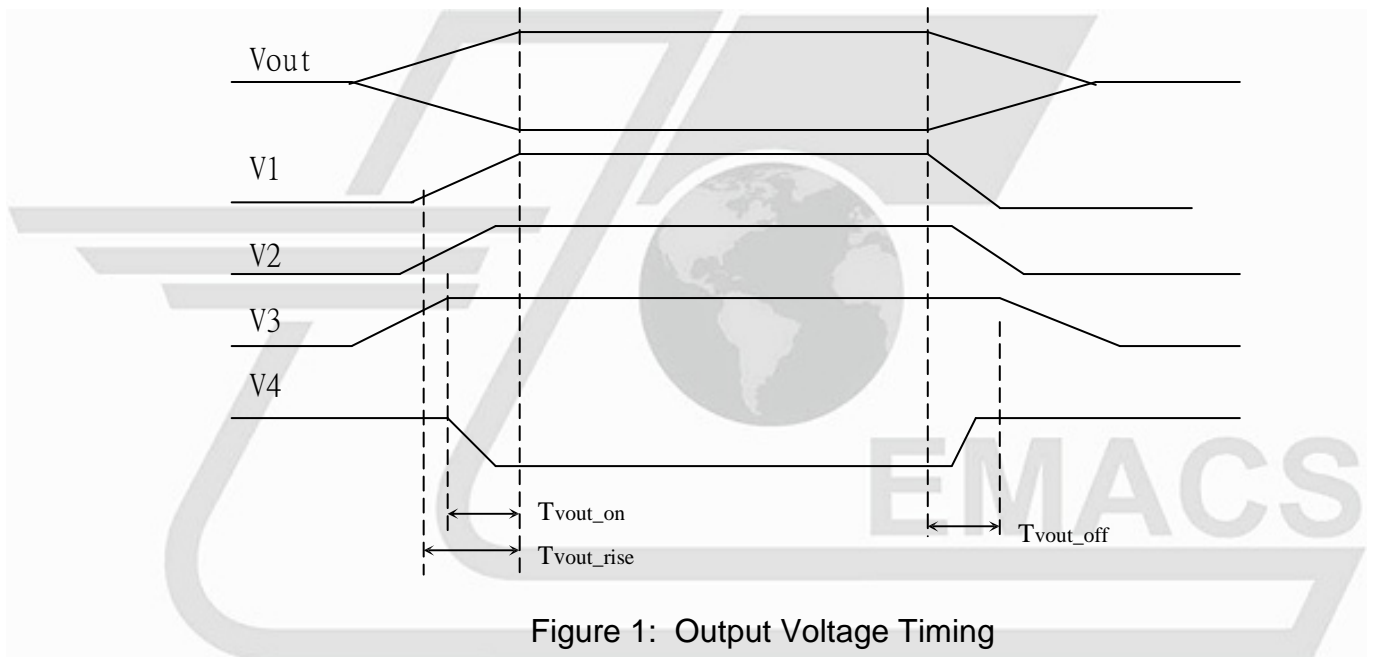 Vout
V1
V2
V3
V4
EMACS
Tvout_on
Tvout_off
Tvout_rise
Figure 1: Output Voltage Timing